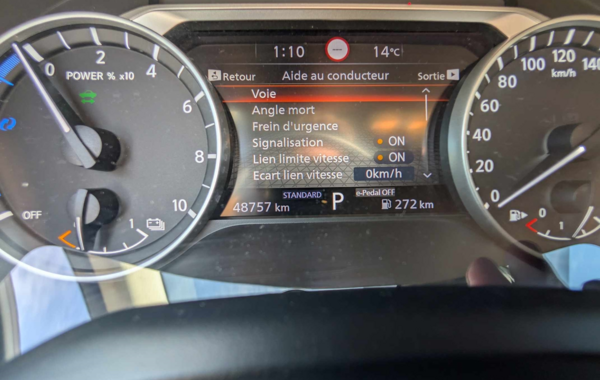 1:10 14°C
Retour Aide au conducteur Sortie
Voie
Angle mort
Frein d'urgence
Signalisation ON
Lien limite vitesse ON
Ecart lien vitesse 0km/h
STANDARD P e-Pedal OFF
48757 km 272 km
0 2 4 6 8 10
POWER % x10
OFF
0 1
0 20 40 60 80 100 120 140
km/h
0 1